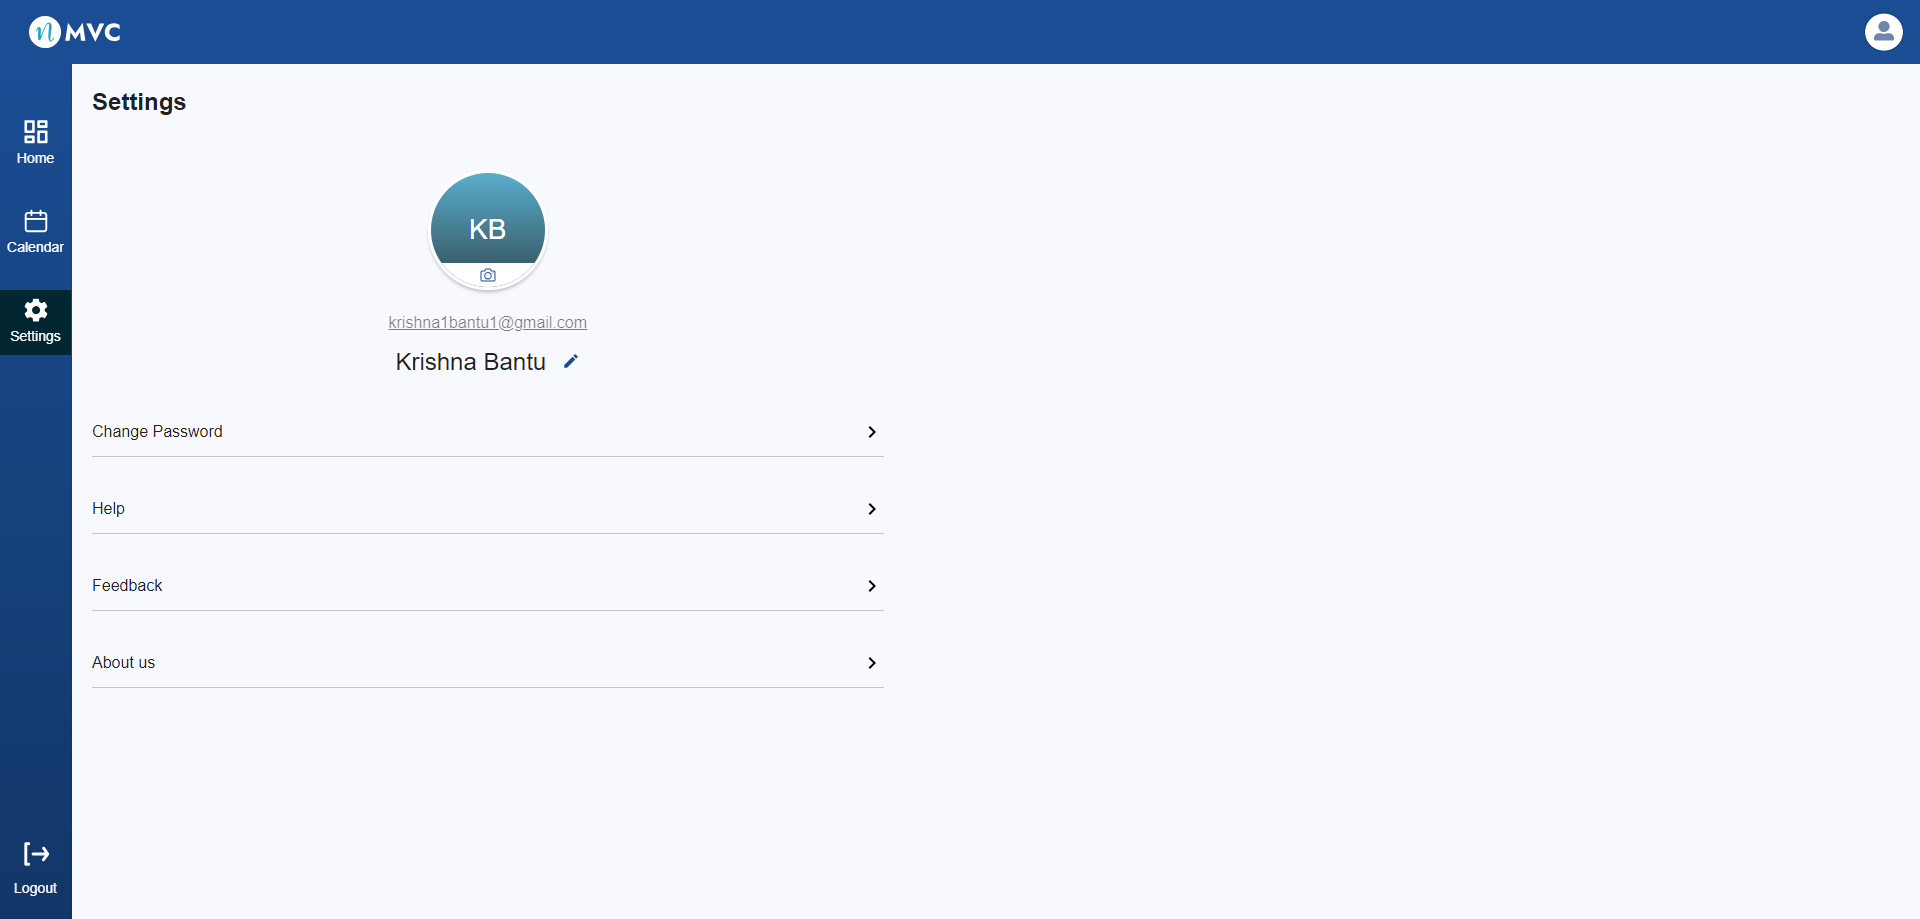 n MVC
Home
Calendar
Settings
Logout
Settings
KB
krishna1bantu1@gmail.com
Krishna Bantu
Change Password
Help
Feedback
About us